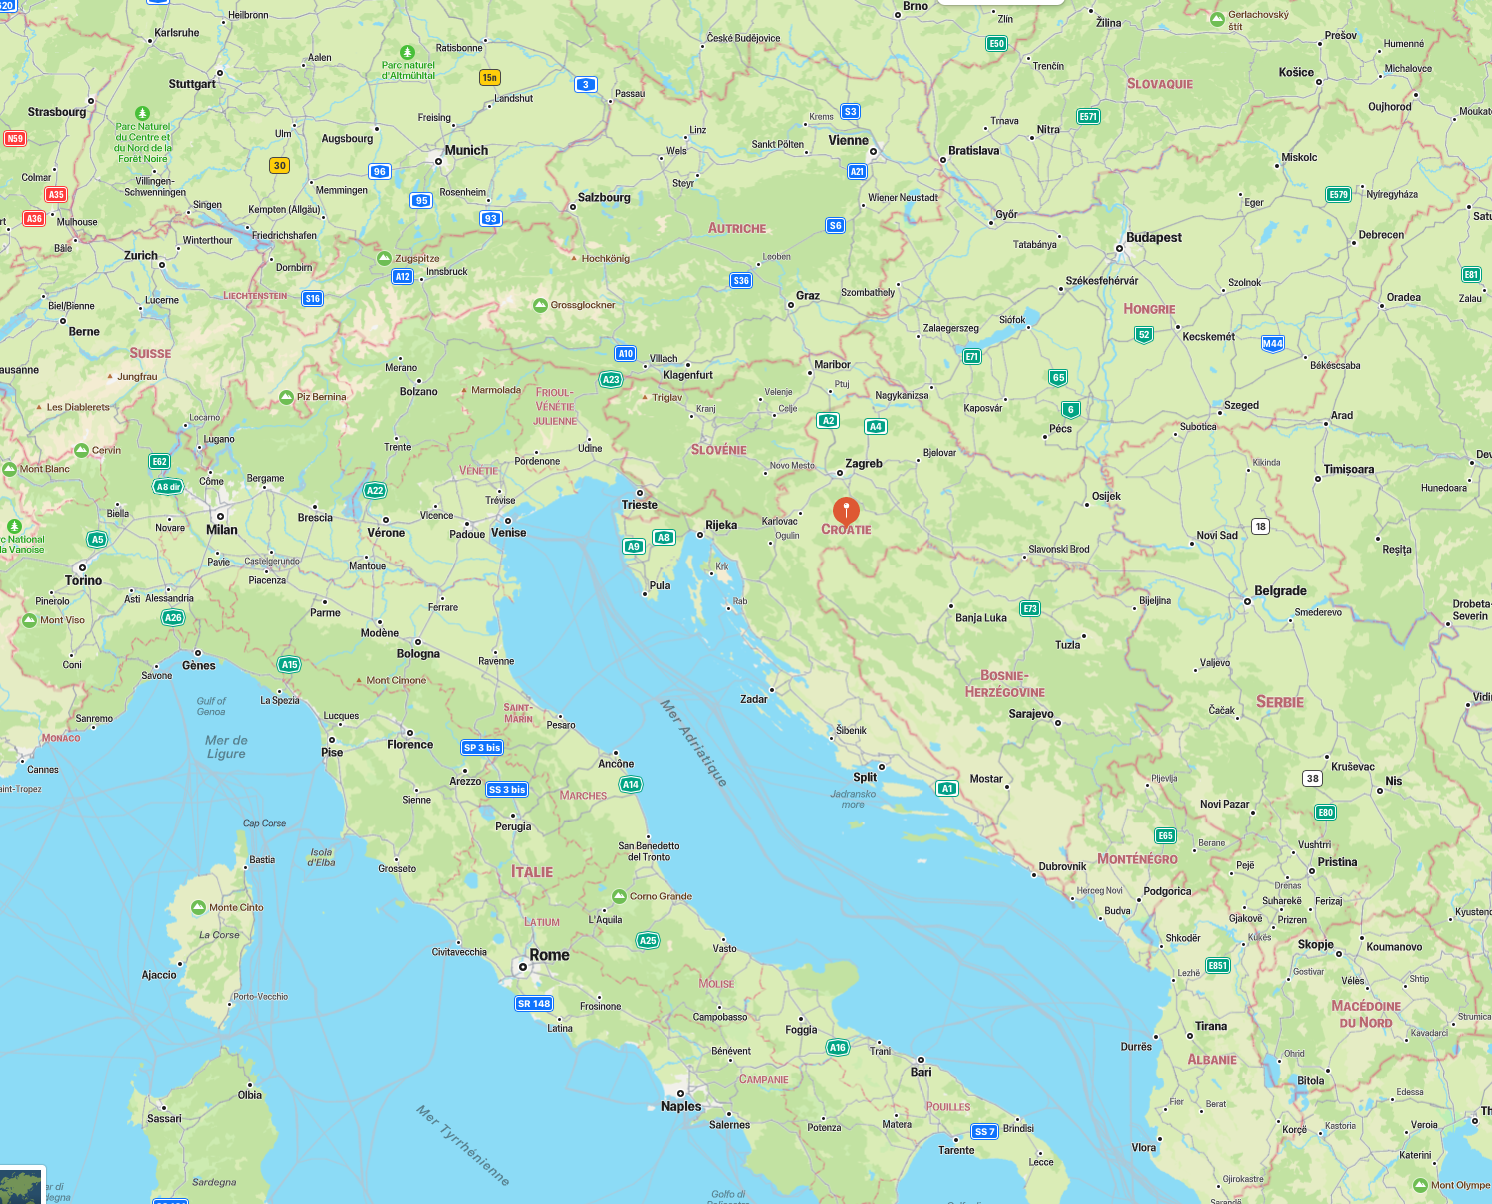 Heilbronn
Brno
Zlín
Žilina
Gerlachovský
štít
Karlsruhe
Ratisbonne
České Budějovice
E50
Prešov
Humenné
Aalen
Parc naturel
d'Altmühltal
15n
3
Trenčín
SLOVAQUIE
Košice
Michalovce
Stuttgart
Landshut
Passau
Strasbourg
Parc Naturel
du Centre et
du Nord de la
Forêt Noire
Freising
Krems
S3
E571
Oujhorod
N59
Ulm
Augsbourg
Linz
Trnava
Nitra
30
96
Munich
Wels
Sankt Pölten
Vienne
Bratislava
Miskolc
Colmar
Villingen-
Schwenningen
Memmingen
95
Rosenheim
Steyr
A21
A35
Singen
Kempten (Allgäu)
93
Salzbourg
Wiener Neustadt
Győr
Eger
E579
Nyíregyháza
A36
Mulhouse
Friedrichshafen
AUTRICHE
S6
Tatabánya
Budapest
Debrecen
Bâle
Winterthour
Zurich
Dornbirn
Zugspitze
Hochkönig
Leoben
A12
Innsbruck
S36
Székesfehérvár
Szolnok
E81
Zalau
LIECHTENSTEIN
S16
Grossglockner
Graz
Szombathely
Oradea
Biel/Bienne
Lucerne
Berne
Siófok
HONGRIE
Zalaegerszeg
52
Kecskemét
M44
SUISSE
A10
Villach
Klagenfurt
E71
Békéscsaba
Jungfrau
Merano
Bolzano
A23
Maribor
65
Marmolada
Triglav
Velenje
Ptuj
Nagykanizsa
Kaposvár
6
Szeged
Arad
Les Diablerets
Piz Bernina
FRIOUL-
VÉNÉTIE
JULIENNE
Kranj
Celje
A2
A4
Pécs
Subotica
Locarno
Lugano
Cervin
Trente
Udine
SLOVÉNIE
Bjelovar
Mont Blanc
E62
Pordenone
VÉNÉTIE
Novo Mesto
Zagreb
Kikinda
Timișoara
Hunedoara
A8 dir
Côme
Bergame
A22
Trévise
Trieste
Osijek
Biella
Brescia
Vicence
Karlovac
CROATIE
18
Novare
Milan
Vérone
Padoue
Venise
Rijeka
A8
A9
Ogulin
Slavonski Brod
Novi Sad
Reșița
A5
Pavie
Castelgerundo
Piacenza
Mantoue
Krk
Torino
Pula
Rab
E73
Bijeljina
Belgrade
Pinerolo
Asti
Alessandria
Ferrare
Banja Luka
Smederevo
Drobeta-
Severin
Mont Viso
A26
Parme
Modène
Tuzla
Coni
Gênes
A15
Bologna
Ravenne
Valjevo
Savone
La Spezia
Mont Cimone
BOSNIE-
HERZÉGOVINE
Zadar
Gulf of
Genoa
SAINT-
MARIN
SERBIE
Sanremo
Lucques
Pesaro
Sarajevo
Čačak
MONACO
Mer de
Ligure
Pise
Florence
SP 3 bis
Mer Adriatique
Šibenik
Cannes
Arezzo
Ancône
Split
Mostar
Pljevlja
38
Kruševac
Nis
Sienne
SS 3 bis
MARCHES
A14
Jadransko
more
A1
Novi Pazar
E80
Cap Corse
Perugia
E65
Berane
Vushtrri
Bastia
Isola
d'Elba
San Benedetto
del Tronto
MONTÉNÉGRO
Pejë
Pristina
Grosseto
ITALIE
Dubrovnik
Herceg Novi
Podgorica
Drenas
Monte Cinto
Corno Grande
Suharekë
Ferizaj
La Corse
LATIUM
L'Aquila
Budva
Gjakovë
Prizren
Civitavecchia
A25
Vasto
Shkodër
Kukës
Skopje
Koumanovo
Ajaccio
Rome
E851
Lezhë
Gostivar
Vélès
Shtip
MOLISE
Porto-Vecchio
SR 148
Frosinone
MACÉDOINE
DU NORD
Latina
Campobasso
Foggia
Tirana
Strumica
Kavadarci
A16
Trani
Durrës
Bénévent
Bari
ALBANIE
Ohrid
CAMPANIE
Bitola
Olbia
Sassari
Naples
POUILLES
Fier
Berat
Edessa
Mer Tyrrhénienne
Salernes
Potenza
Matera
SS 7
Brindisi
Korçë
Kastoria
Veroia
Tarente
Lecce
Vlora
Katerini
Sardegna
Gjirokastre
Mont Olympe
Golfo di